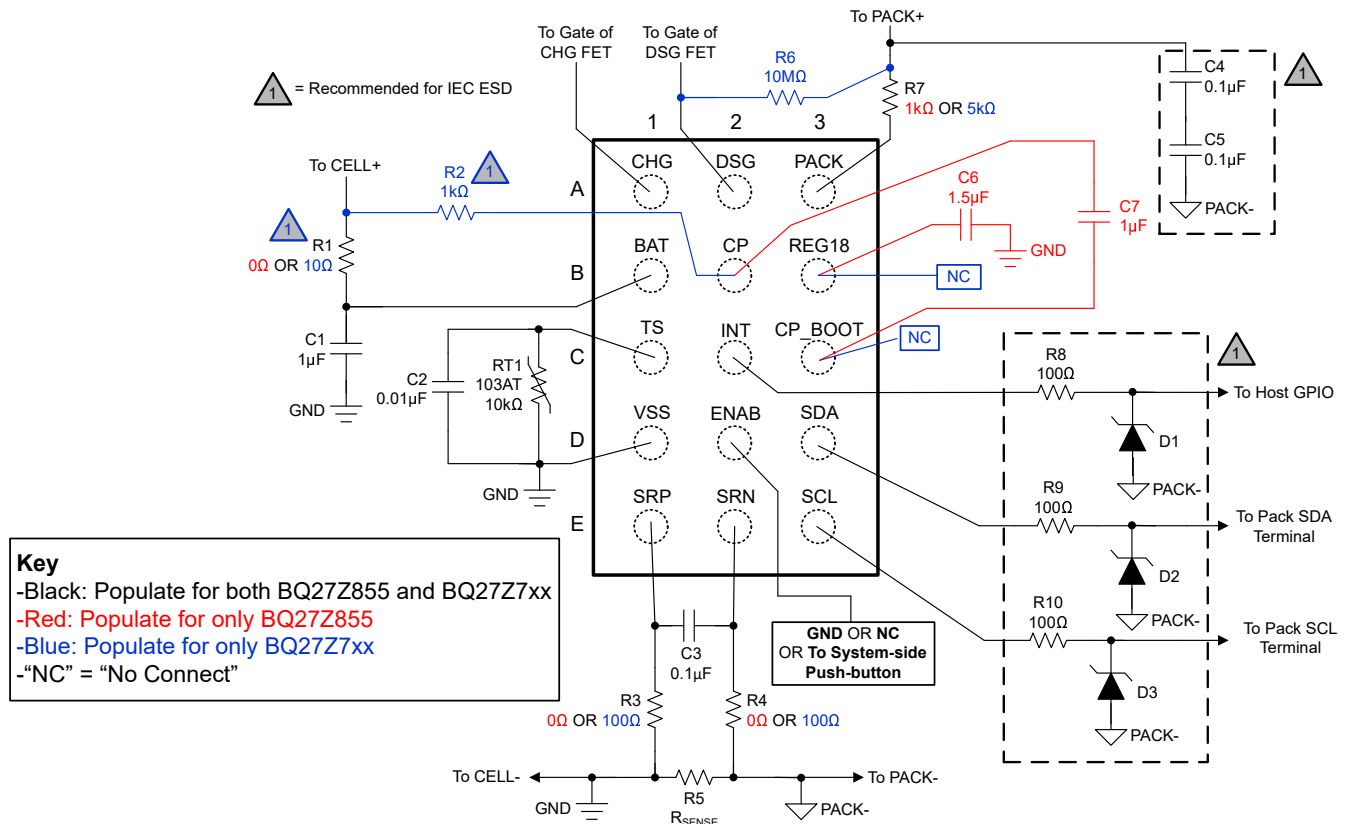 To PACK+
To Gate of
CHG FET
To Gate of
DSG FET
R6
10MΩ
1
= Recommended for IEC ESD
R7
1kΩ OR 5kΩ
C4
0.1µF
1
C5
0.1µF
PACK-
1
2
3
To CELL+
R2
1kΩ
1
A
CHG
DSG
PACK
C6
1.5µF
C7
1µF
1
R1
0Ω OR 10Ω
GND
B
BAT
CP
REG18
NC
C1
1µF
GND
C
TS
INT
CP_BOOT
NC
RT1
103AT
10kΩ
C2
0.01µF
GND
D
VSS
ENAB
SDA
E
SRP
SRN
SCL
R8
100Ω
1
To Host GPIO
D1
PACK-
R9
100Ω
To Pack SDA
Terminal
D2
PACK-
R10
100Ω
To Pack SCL
Terminal
D3
PACK-
Key
-Black: Populate for both BQ27Z855 and BQ27Z7xx
-Red: Populate for only BQ27Z855
-Blue: Populate for only BQ27Z7xx
-“NC” = “No Connect”
GND OR NC
OR To System-side
Push-button
C3
0.1µF
R3
0Ω OR 100Ω
R4
0Ω OR 100Ω
To CELL-
To PACK-
GND
R5
RSENSE
PACK-